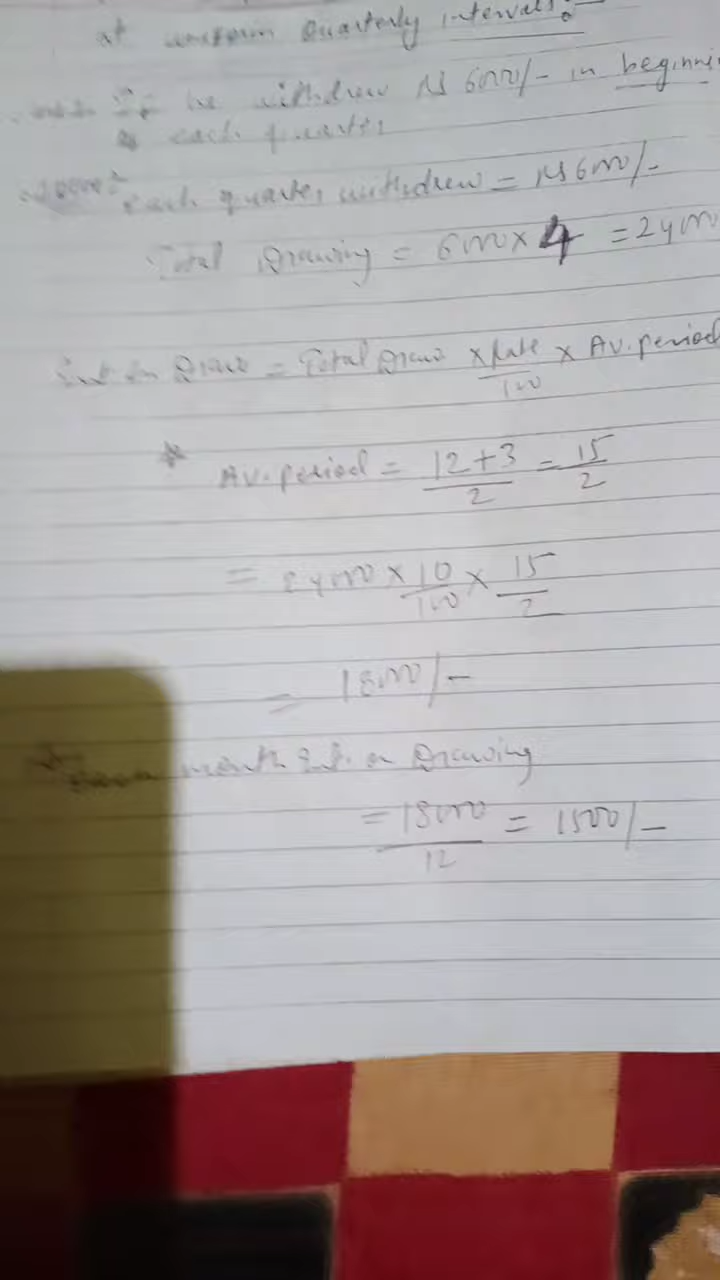 at uniform Quarterly intervals.
If he withdrew Rs 6000/- in beginni
of each quarter
each quarter withdrew = Rs 6000/-
Total Drawing = 6000 × 4 = 24000
Int on Draw = Total Draw × Rate/100 × Av. period
* Av. period = 12+3/2 = 15/2
= 24000 × 10/100 × 15/2
= 18000/-
month Int. on Drawing
= 18000/12 = 1500/-